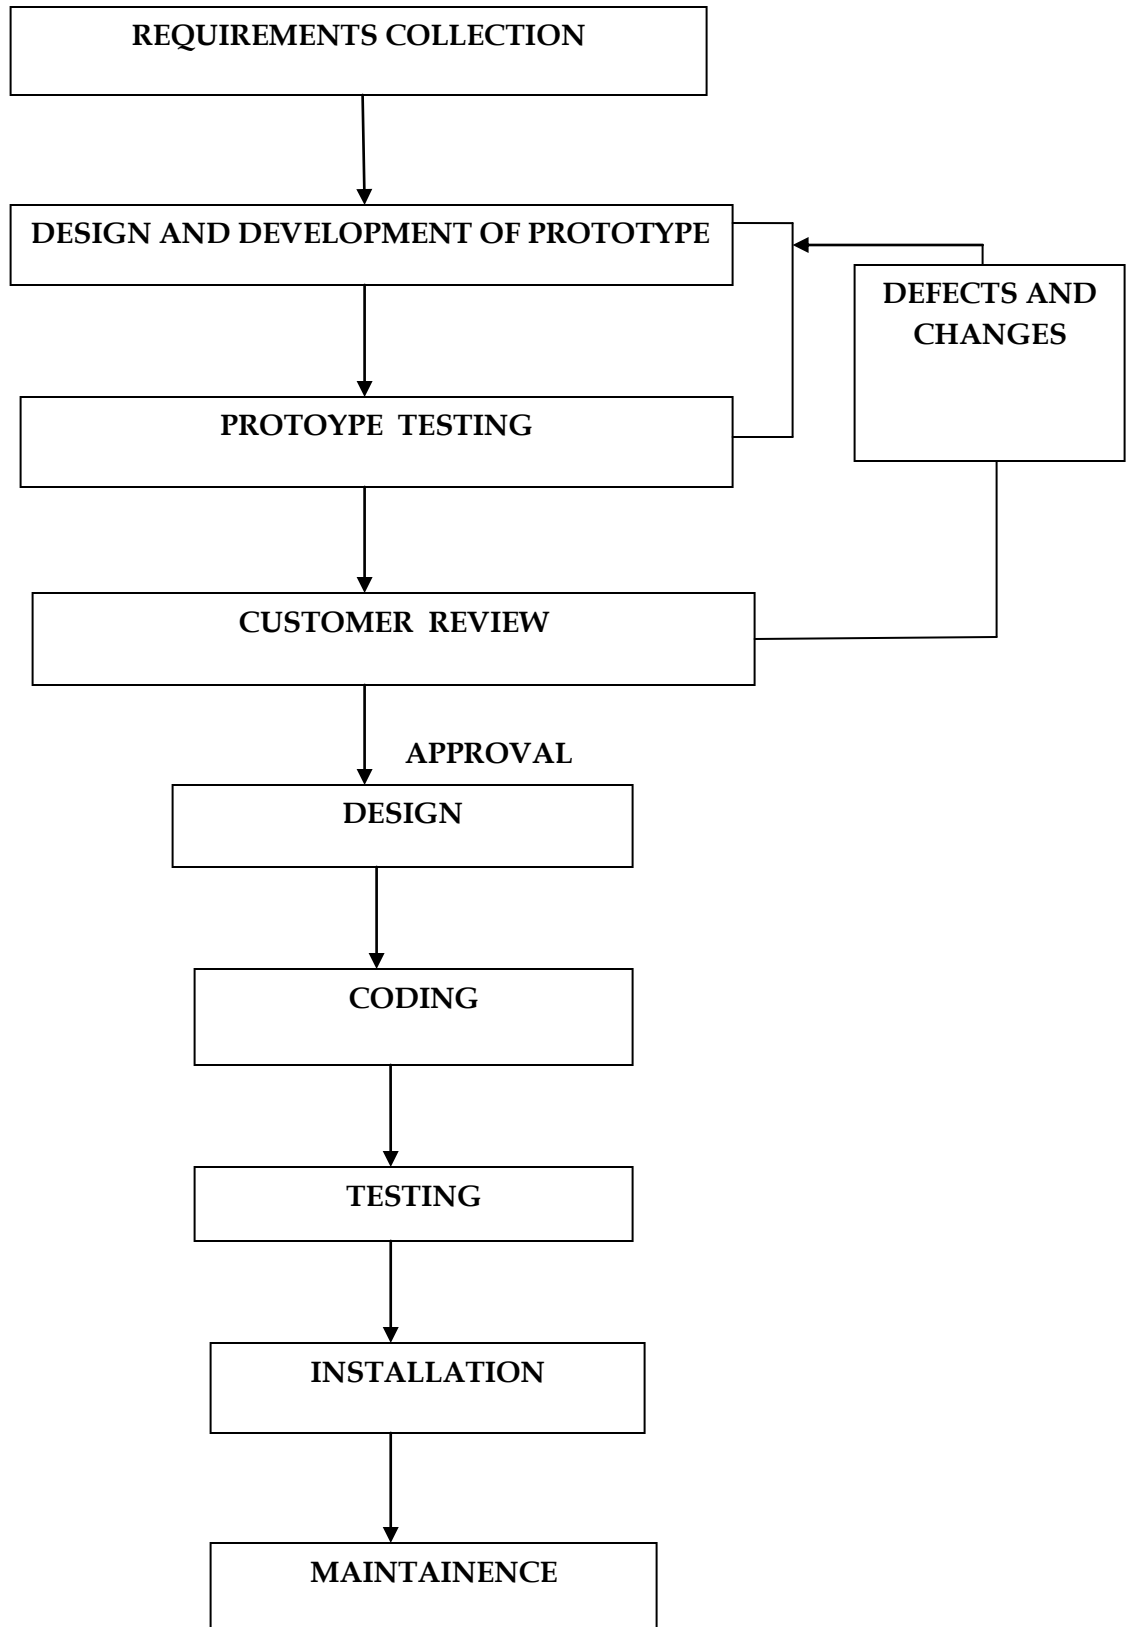 REQUIREMENTS COLLECTION
DESIGN AND DEVELOPMENT OF PROTOTYPE
DEFECTS AND
CHANGES
PROTOYPE TESTING
CUSTOMER REVIEW
APPROVAL
DESIGN
CODING
TESTING
INSTALLATION
MAINTAINENCE